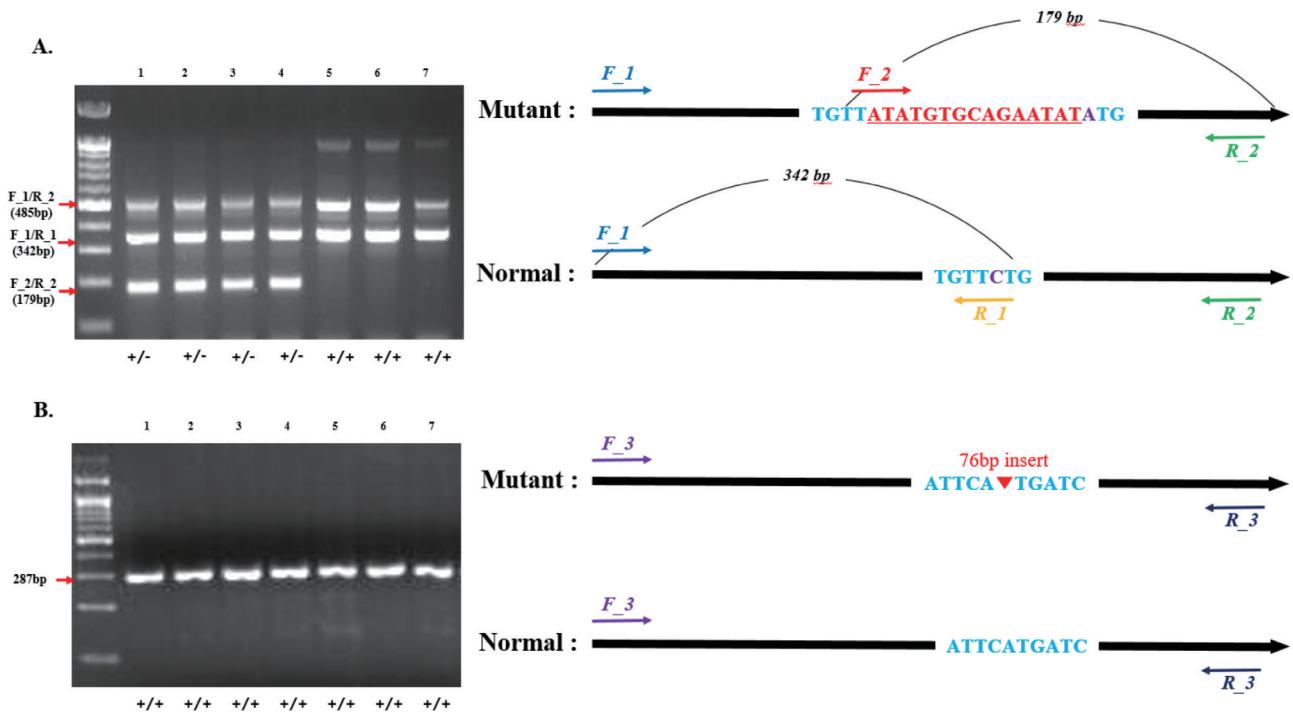 A.
1 2 3 4 5 6 7
F_1/R_2
(485bp)
F_1/R_1
(342bp)
F_2/R_2
(179bp)
+/- +/- +/- +/- +/+ +/+ +/+
179 bp
F_1
F_2
Mutant :
TGTTATATGTGCAGAATATATG
R_2
342 bp
F_1
Normal :
TGTTCTG
R_1
R_2
B.
1 2 3 4 5 6 7
287bp
+/+ +/+ +/+ +/+ +/+ +/+ +/+
F_3
76bp insert
Mutant :
ATTCA TGATC
R_3
F_3
Normal :
ATTCATGATC
R_3